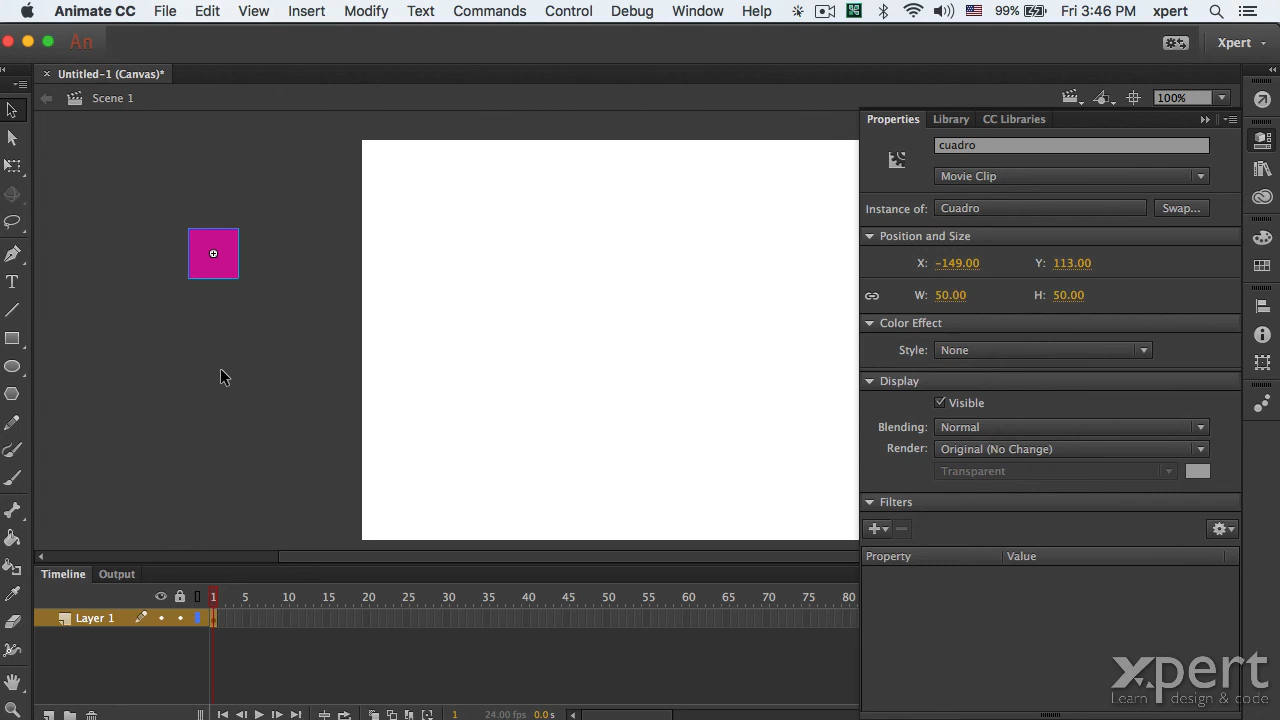 Animate CC File Edit View Insert Modify Text Commands Control Debug Window Help 99% Fri 3:46 PM xpert
An Xpert
× Untitled-1 (Canvas)*
Scene 1 100%
Properties Library CC Libraries
cuadro
Movie Clip
Instance of: Cuadro Swap...
Position and Size
X: -149.00 Y: 113.00
W: 50.00 H: 50.00
Color Effect
Style: None
Display
Visible
Blending: Normal
Render: Original (No Change)
Transparent
Filters
Property Value
Timeline Output
1 5 10 15 20 25 30 35 40 45 50 55 60 65 70 75 80
Layer 1
1 24.00 fps 0.0 s
xpert
Learn design & code